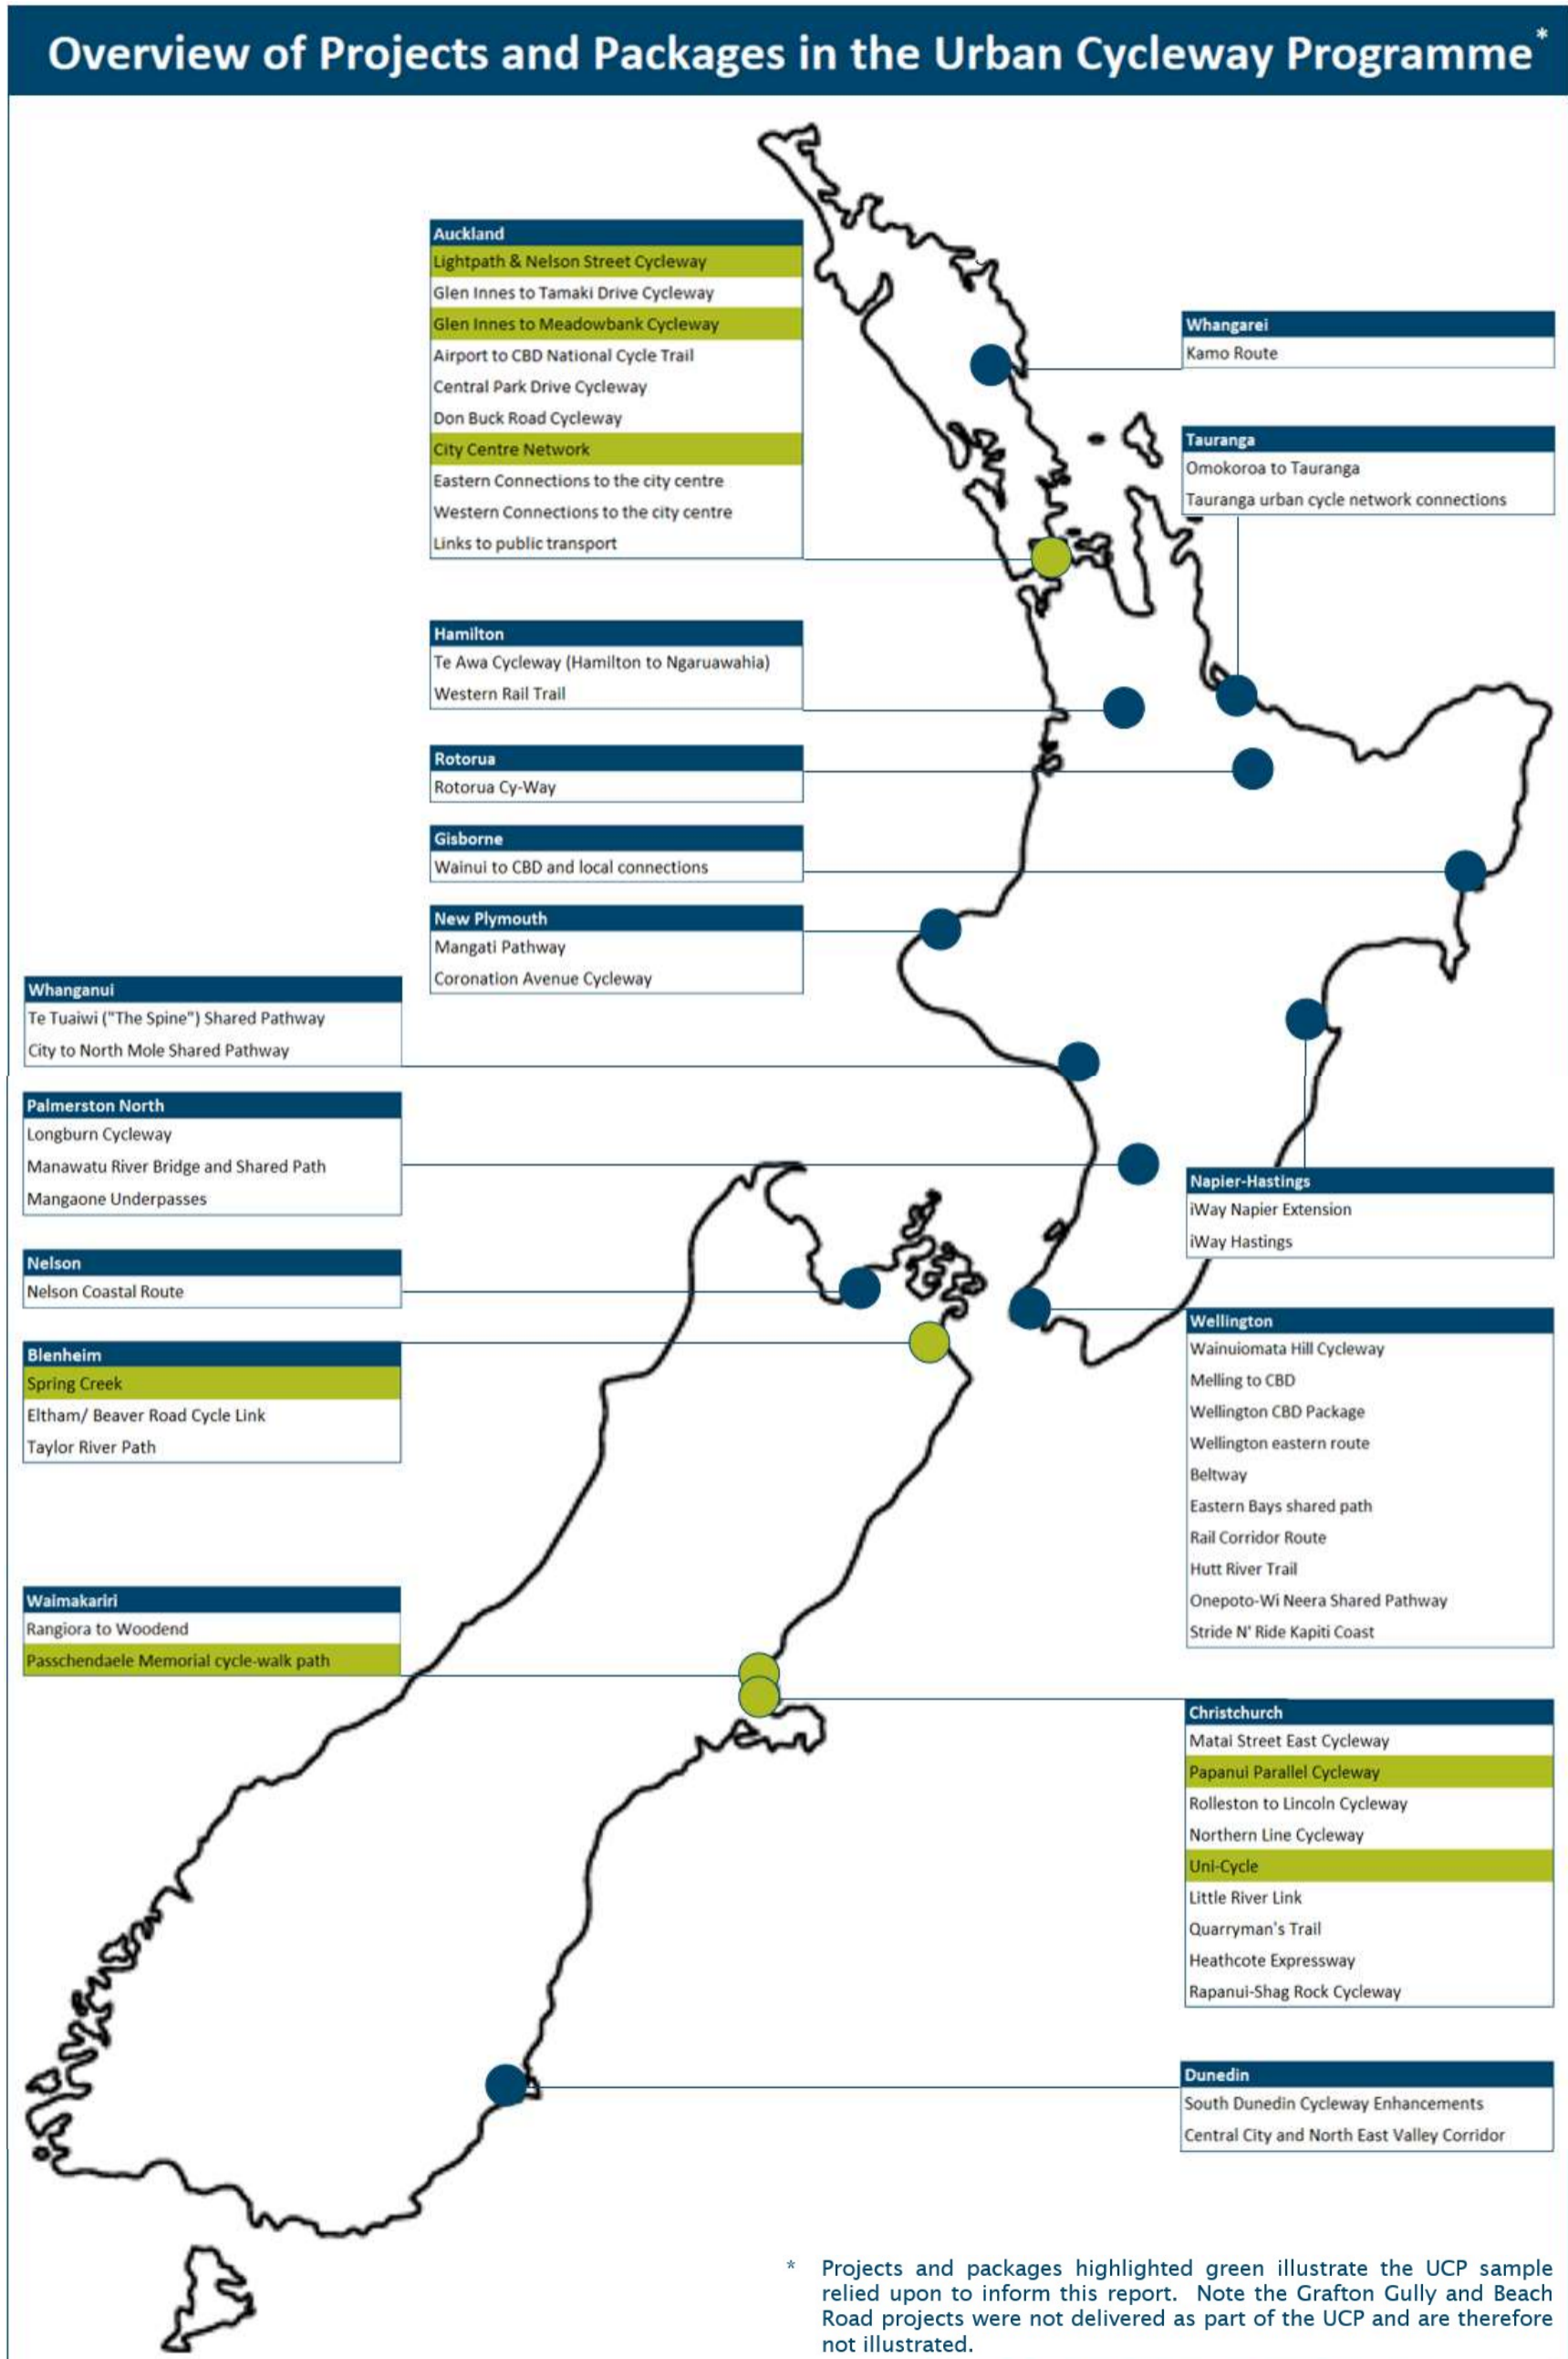 Overview of Projects and Packages in the Urban Cycleway Programme*
Auckland
Lightpath & Nelson Street Cycleway
Glen Innes to Tamaki Drive Cycleway
Glen Innes to Meadowbank Cycleway
Airport to CBD National Cycle Trail
Central Park Drive Cycleway
Don Buck Road Cycleway
City Centre Network
Eastern Connections to the city centre
Western Connections to the city centre
Links to public transport
Whangarei
Kamo Route
Tauranga
Omokoroa to Tauranga
Tauranga urban cycle network connections
Hamilton
Te Awa Cycleway (Hamilton to Ngaruawahia)
Western Rail Trail
Rotorua
Rotorua Cy-Way
Gisborne
Wainui to CBD and local connections
New Plymouth
Mangati Pathway
Coronation Avenue Cycleway
Whanganui
Te Tuaiwi ("The Spine") Shared Pathway
City to North Mole Shared Pathway
Palmerston North
Longburn Cycleway
Manawatu River Bridge and Shared Path
Mangaone Underpasses
Napier-Hastings
iWay Napier Extension
iWay Hastings
Nelson
Nelson Coastal Route
Blenheim
Spring Creek
Eltham/ Beaver Road Cycle Link
Taylor River Path
Wellington
Wainuiomata Hill Cycleway
Melling to CBD
Wellington CBD Package
Wellington eastern route
Beltway
Eastern Bays shared path
Rail Corridor Route
Hutt River Trail
Onepoto-Wi Neera Shared Pathway
Stride N' Ride Kapiti Coast
Waimakariri
Rangiora to Woodend
Passchendaele Memorial cycle-walk path
Christchurch
Matai Street East Cycleway
Papanui Parallel Cycleway
Rolleston to Lincoln Cycleway
Northern Line Cycleway
Uni-Cycle
Little River Link
Quarryman's Trail
Heathcote Expressway
Rapanui-Shag Rock Cycleway
Dunedin
South Dunedin Cycleway Enhancements
Central City and North East Valley Corridor
* Projects and packages highlighted green illustrate the UCP sample
relied upon to inform this report. Note the Grafton Gully and Beach
Road projects were not delivered as part of the UCP and are therefore
not illustrated.